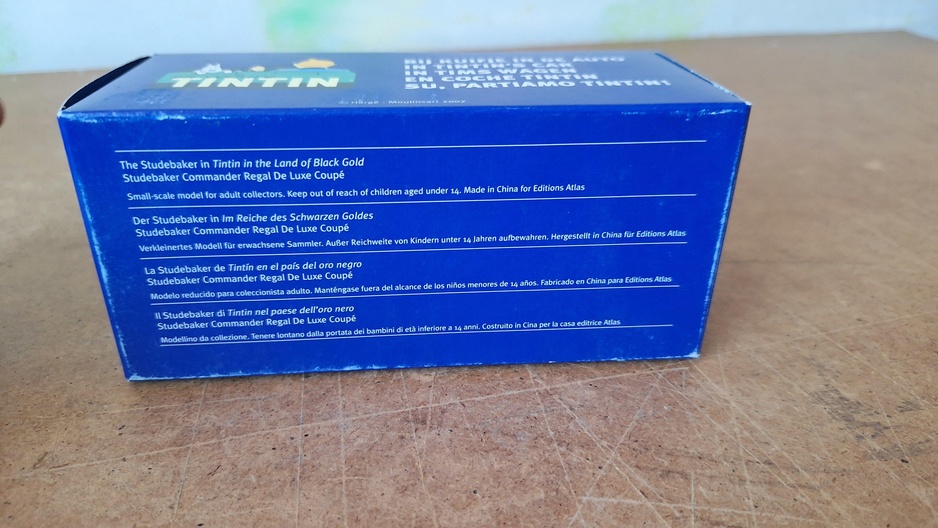 TINTIN
BIJ KUIFJE IN DE AUTO
IN TINTIN'S CAR
IN TIMS WAGEN
EN COCHE TINTIN
SU, PARTIAMO TINTIN!
© Hergé - Moulinsart 2007
The Studebaker in Tintin in the Land of Black Gold
Studebaker Commander Regal De Luxe Coupé
Small-scale model for adult collectors. Keep out of reach of children aged under 14. Made in China for Editions Atlas
Der Studebaker in Im Reiche des Schwarzen Goldes
Studebaker Commander Regal De Luxe Coupé
Verkleinertes Modell für erwachsene Sammler. Außer Reichweite von Kindern unter 14 Jahren aufbewahren. Hergestellt in China für Editions Atlas
La Studebaker de Tintín en el país del oro negro
Studebaker Commander Regal De Luxe Coupé
Modelo reducido para coleccionista adulto. Manténgase fuera del alcance de los niños menores de 14 años. Fabricado en China para Editions Atlas
Il Studebaker di Tintin nel paese dell'oro nero
Studebaker Commander Regal De Luxe Coupé
Modellino da collezione. Tenere lontano dalla portata dei bambini di età inferiore a 14 anni. Costruito in Cina per la casa editrice Atlas